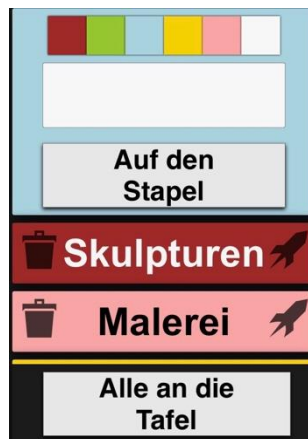 Auf den
Stapel
Skulpturen
Malerei
Alle an die
Tafel